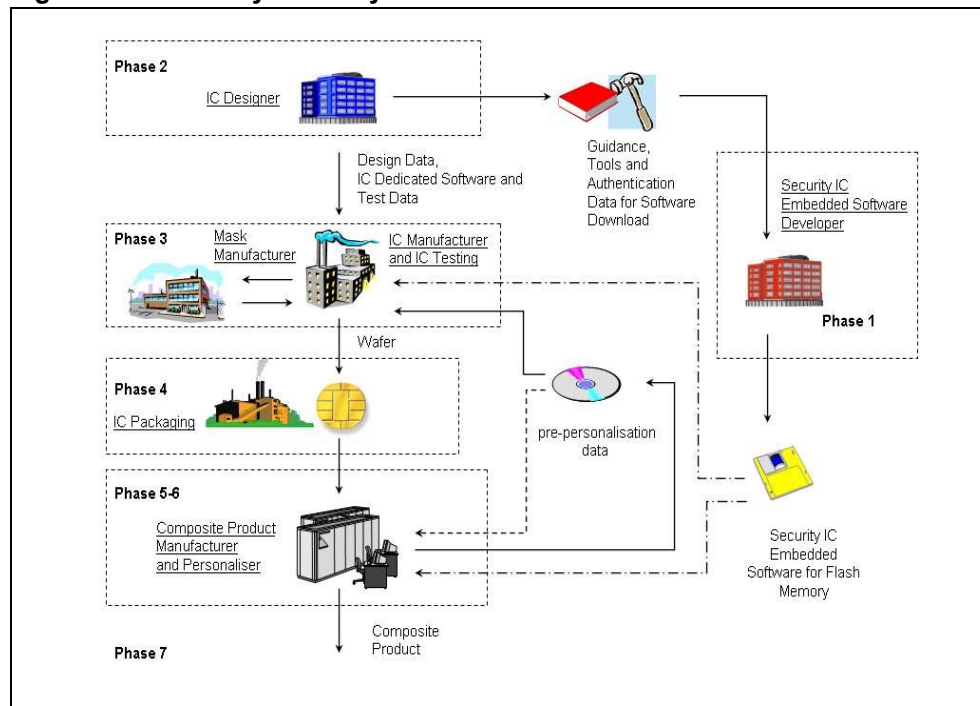 Phase 2
IC Designer
Design Data,
IC Dedicated Software and
Test Data
Guidance,
Tools and
Authentication
Data for Software
Download
Security IC
Embedded Software
Developer
Phase 1
Phase 3
Mask
Manufacturer
IC Manufacturer
and IC Testing
Wafer
Phase 4
IC Packaging
pre-personalisation
data
Phase 5-6
Composite Product
Manufacturer
and Personaliser
Security IC
Embedded
Software for Flash
Memory
Composite
Product
Phase 7